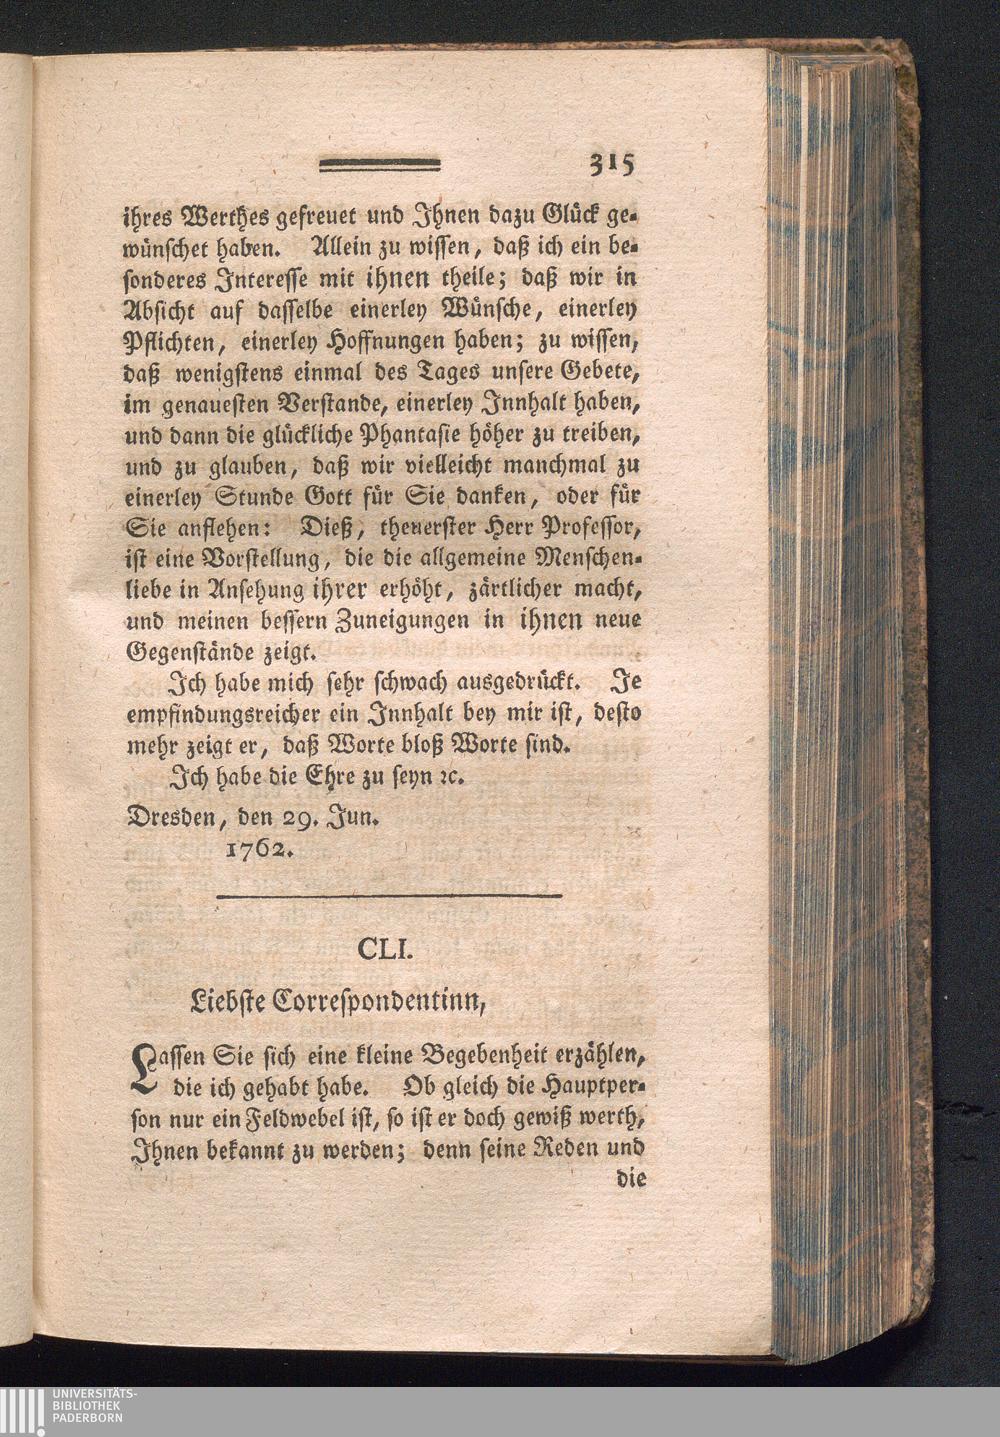 315
ihres Werthes gefreuet und Ihnen dazu Glück ge-
wünschet haben. Allein zu wissen, daß ich ein be-
sonderes Interesse mit ihnen theile; daß wir in
Absicht auf dasselbe einerley Wünsche, einerley
Pflichten, einerley Hoffnungen haben; zu wissen,
daß wenigstens einmal des Tages unsere Gebete,
im genauesten Verstande, einerley Innhalt haben,
und dann die glückliche Phantasie höher zu treiben,
und zu glauben, daß wir vielleicht manchmal zu
einerley Stunde Gott für Sie danken, oder für
Sie anflehen: Dieß, theuerster Herr Professor,
ist eine Vorstellung, die die allgemeine Menschen-
liebe in Ansehung ihrer erhöht, zärtlicher macht,
und meinen bessern Zuneigungen in ihnen neue
Gegenstände zeigt.
Ich habe mich sehr schwach ausgedrückt. Je
empfindungsreicher ein Innhalt bey mir ist, desto
mehr zeigt er, daß Worte bloß Worte sind.
Ich habe die Ehre zu seyn ꝛc.
Dresden, den 29. Jun.
1762.
CLI.
Liebste Correspondentinn,
Lassen Sie sich eine kleine Begebenheit erzählen,
die ich gehabt habe. Ob gleich die Hauptper-
son nur ein Feldwebel ist, so ist er doch gewiß werth,
Ihnen bekannt zu werden; denn seine Reden und
die
UNIVERSITÄTS-
BIBLIOTHEK
PADERBORN